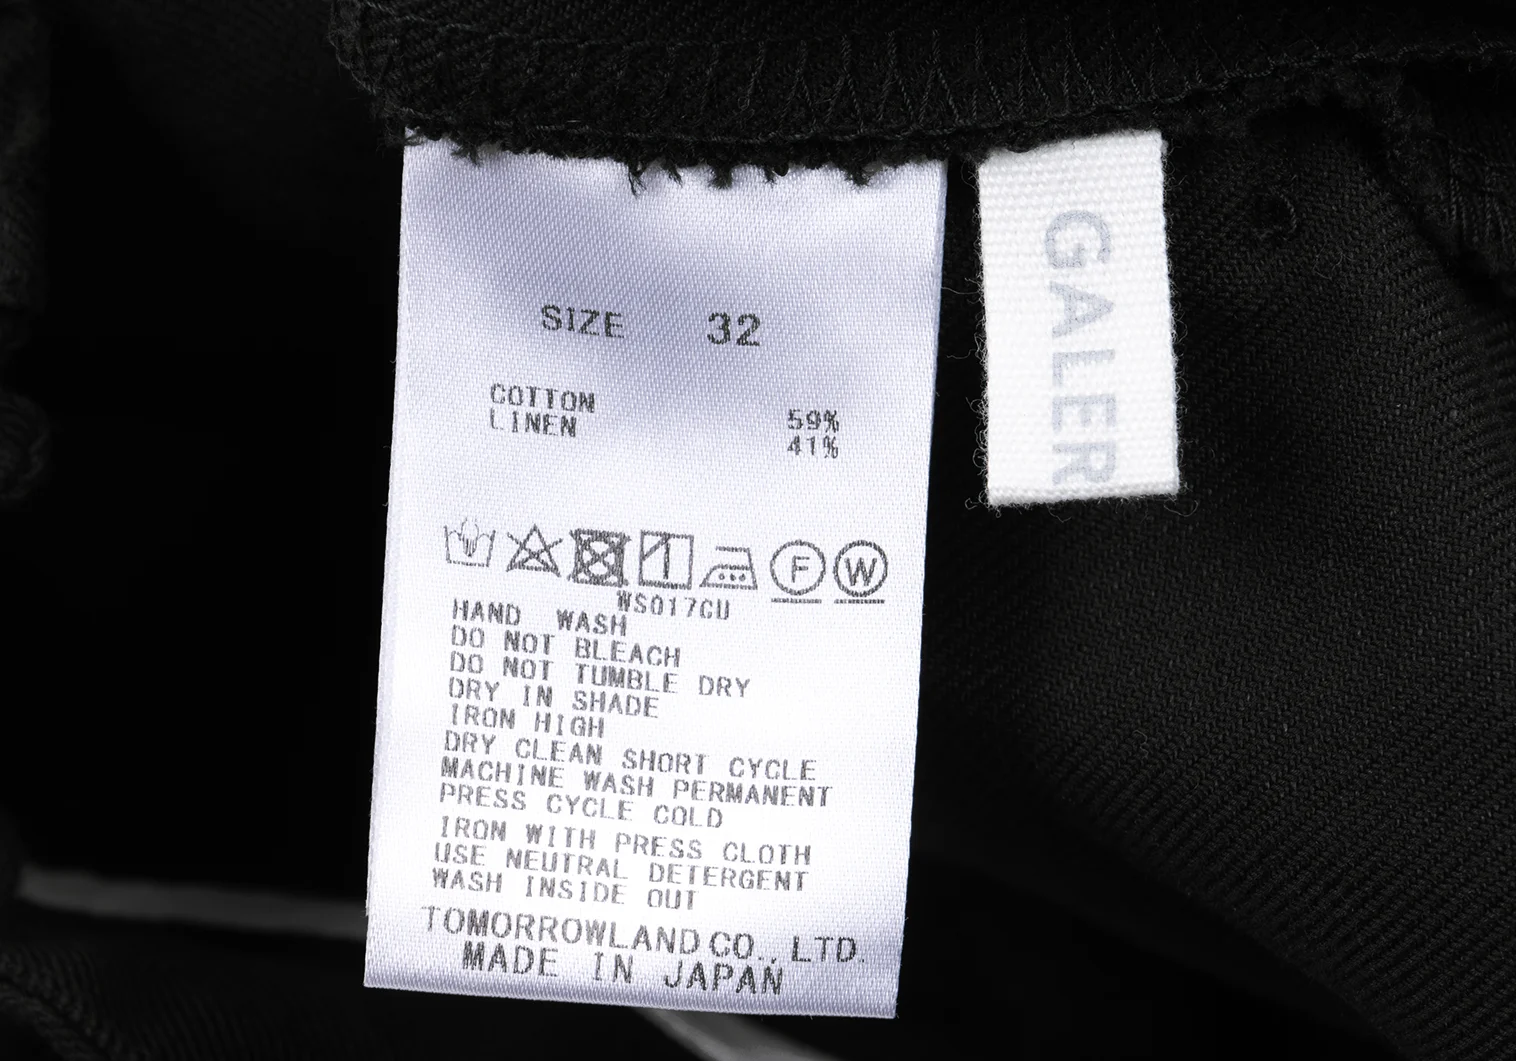 SIZE 32
COTTON 59%
LINEN 41%
F W
WS017CU
HAND WASH
DO NOT BLEACH
DO NOT TUMBLE DRY
DRY IN SHADE
IRON HIGH
DRY CLEAN SHORT CYCLE
MACHINE WASH PERMANENT
PRESS CYCLE COLD
IRON WITH PRESS CLOTH
USE NEUTRAL DETERGENT
WASH INSIDE OUT
TOMORROWLAND CO., LTD.
MADE IN JAPAN
GALER